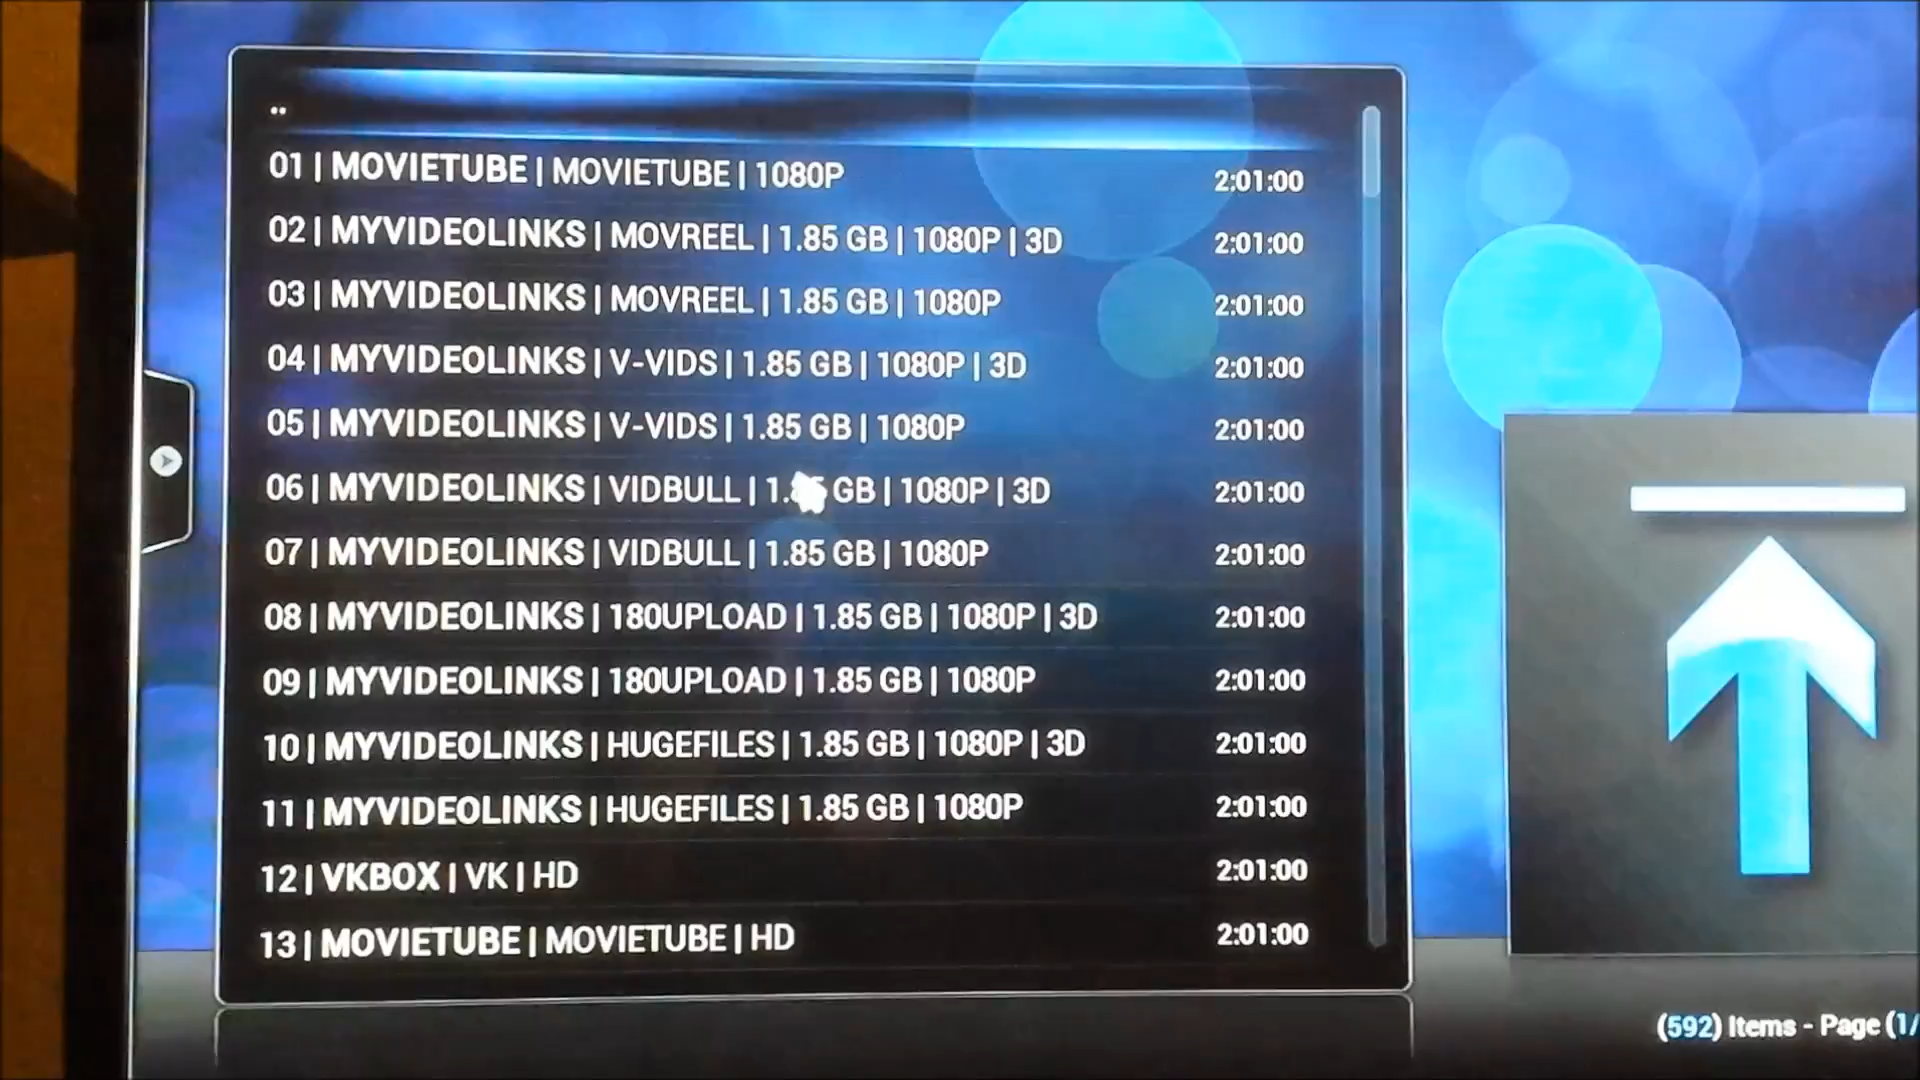 ..
01 | MOVIETUBE | MOVIETUBE | 1080P 2:01:00
02 | MYVIDEOLINKS | MOVREEL | 1.85 GB | 1080P | 3D 2:01:00
03 | MYVIDEOLINKS | MOVREEL | 1.85 GB | 1080P 2:01:00
04 | MYVIDEOLINKS | V-VIDS | 1.85 GB | 1080P | 3D 2:01:00
05 | MYVIDEOLINKS | V-VIDS | 1.85 GB | 1080P 2:01:00
06 | MYVIDEOLINKS | VIDBULL | 1.85 GB | 1080P | 3D 2:01:00
07 | MYVIDEOLINKS | VIDBULL | 1.85 GB | 1080P 2:01:00
08 | MYVIDEOLINKS | 180UPLOAD | 1.85 GB | 1080P | 3D 2:01:00
09 | MYVIDEOLINKS | 180UPLOAD | 1.85 GB | 1080P 2:01:00
10 | MYVIDEOLINKS | HUGEFILES | 1.85 GB | 1080P | 3D 2:01:00
11 | MYVIDEOLINKS | HUGEFILES | 1.85 GB | 1080P 2:01:00
12 | VKBOX | VK | HD 2:01:00
13 | MOVIETUBE | MOVIETUBE | HD 2:01:00
(592) Items - Page (1/